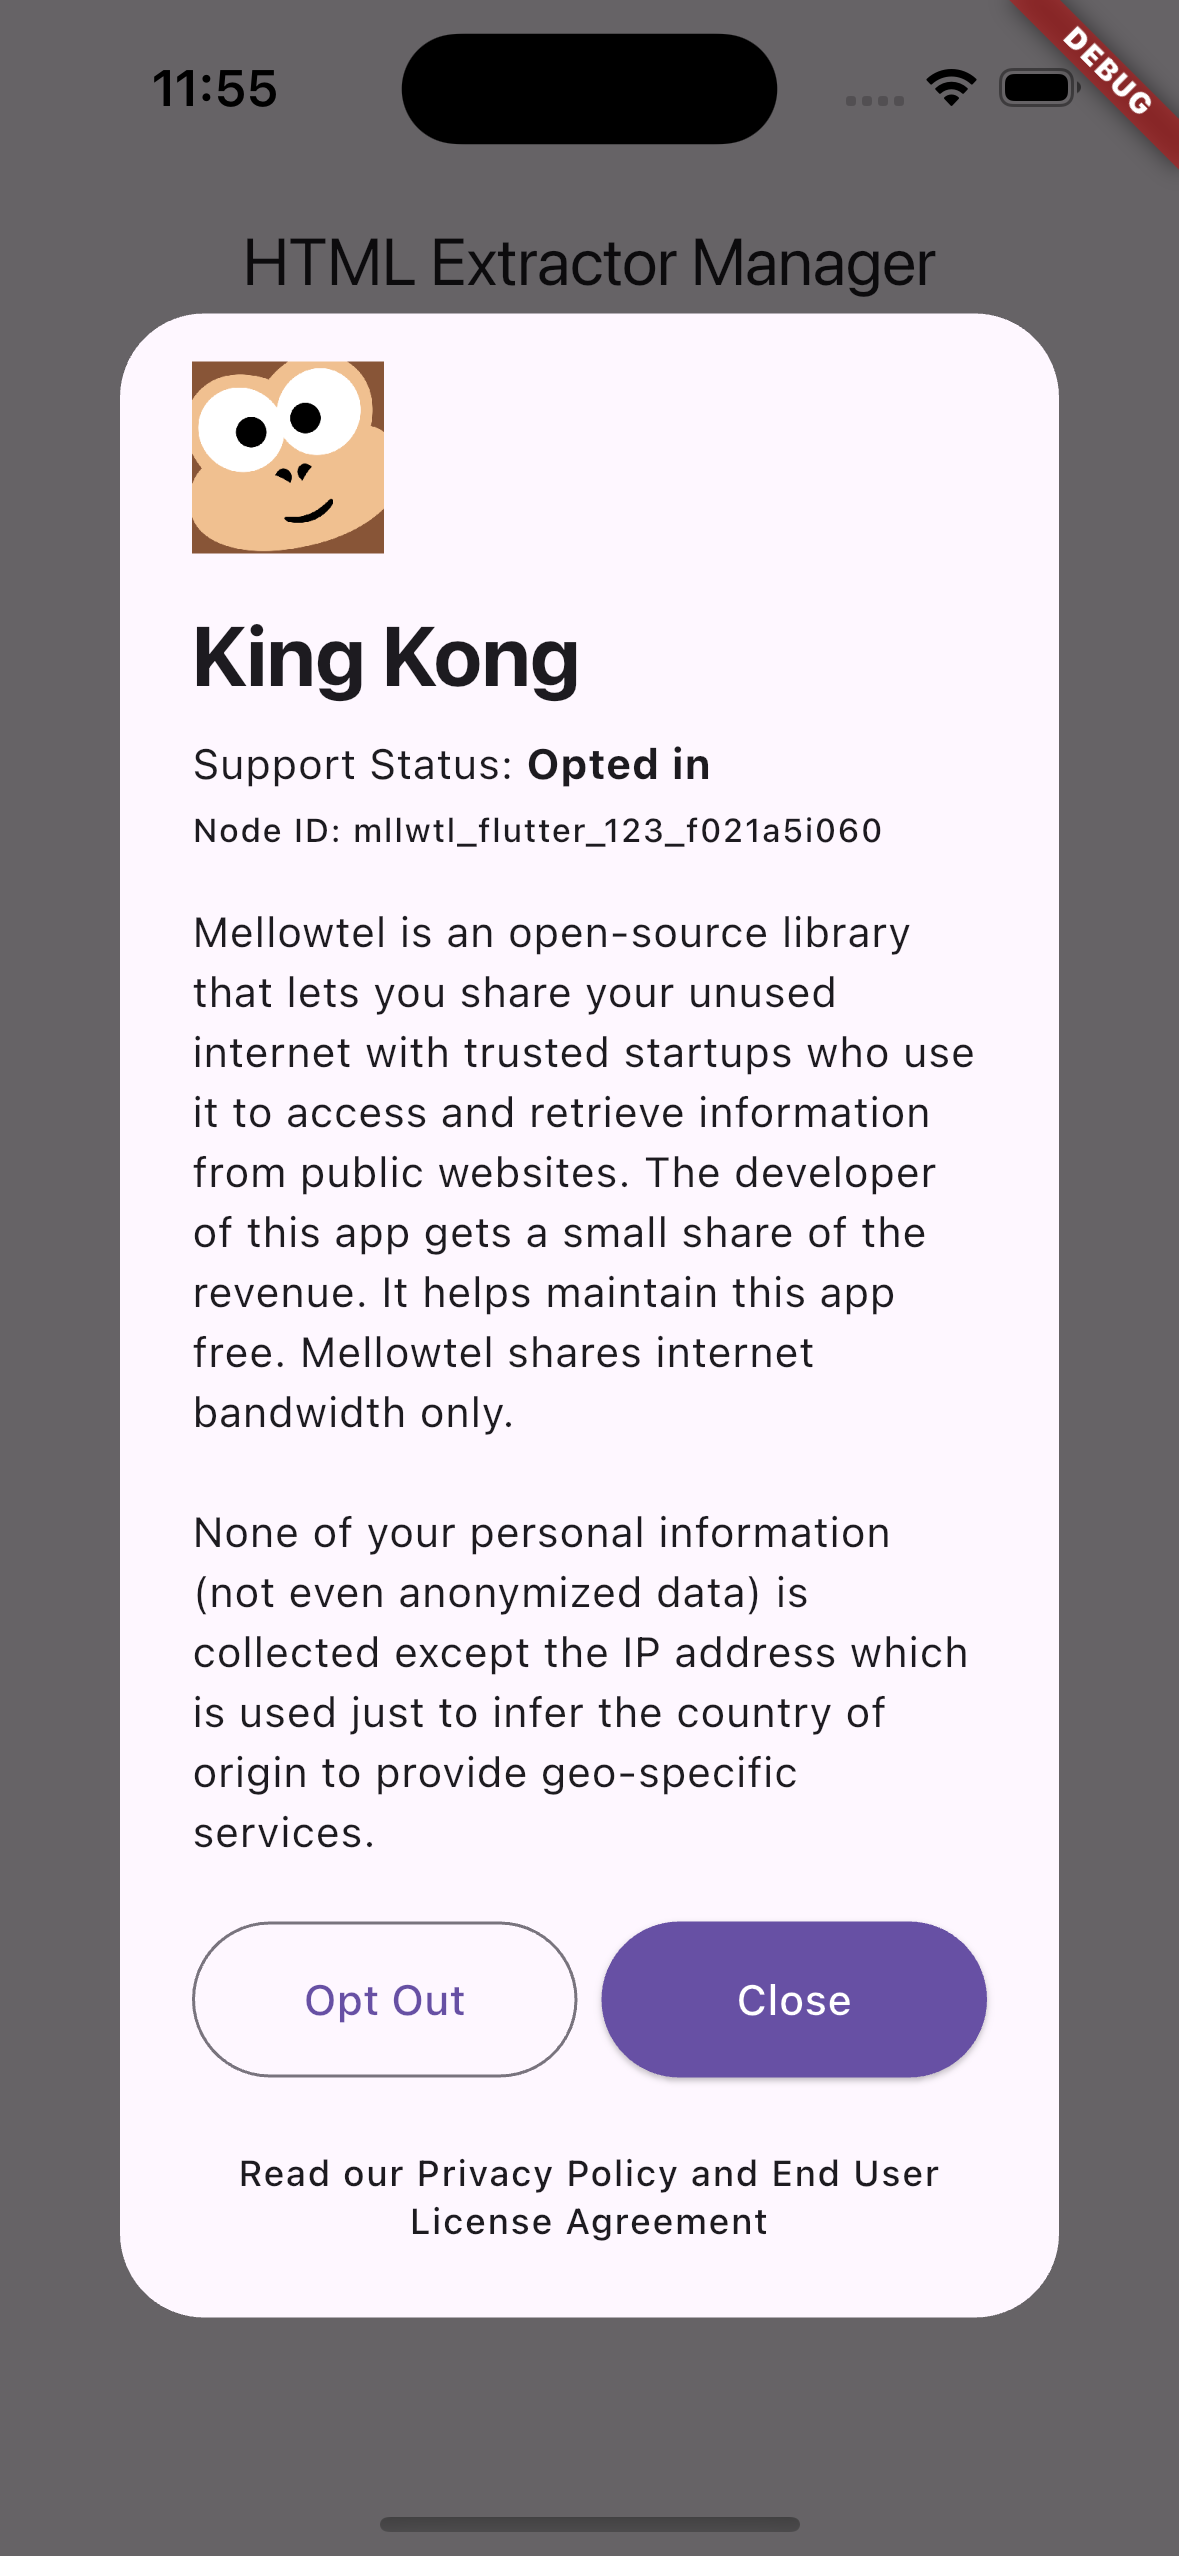 11:55
DEBUG
HTML Extractor Manager
King Kong
Support Status: Opted in
Node ID: mllwtl_flutter_123_f021a5i060
Mellowtel is an open-source library
that lets you share your unused
internet with trusted startups who use
it to access and retrieve information
from public websites. The developer
of this app gets a small share of the
revenue. It helps maintain this app
free. Mellowtel shares internet
bandwidth only.
None of your personal information
(not even anonymized data) is
collected except the IP address which
is used just to infer the country of
origin to provide geo-specific
services.
Opt Out
Close
Read our Privacy Policy and End User
License Agreement